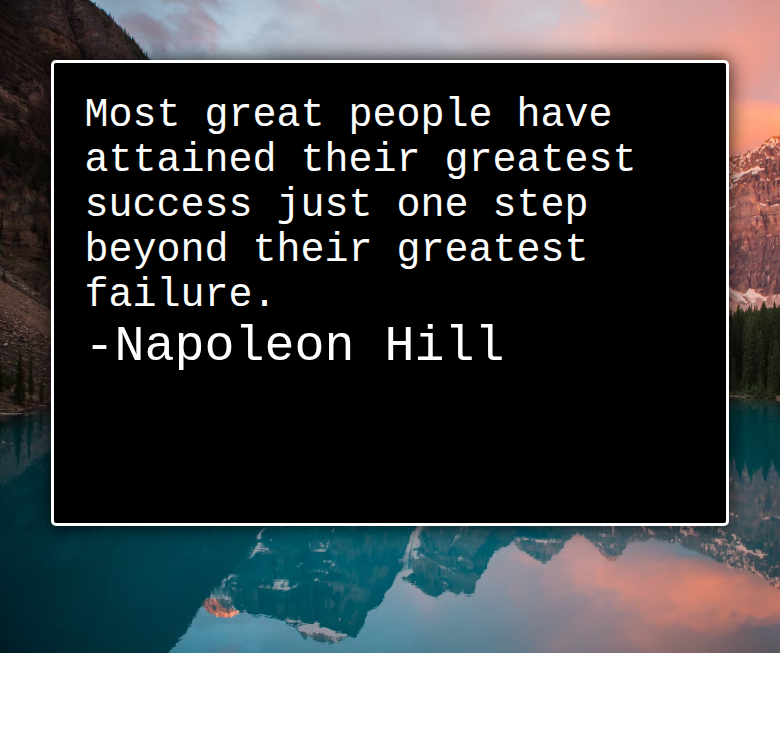 Most great people have
attained their greatest
success just one step
beyond their greatest
failure.
-Napoleon Hill